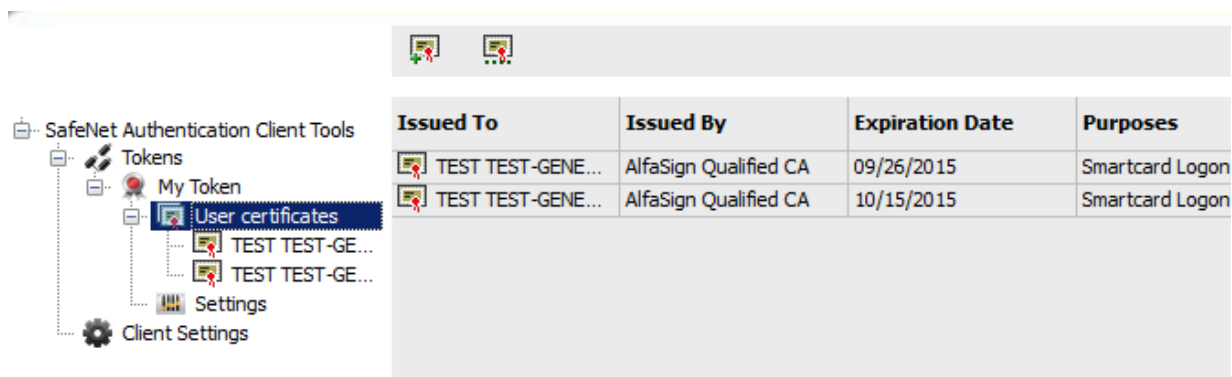 SafeNet Authentication Client Tools
Tokens
My Token
User certificates
TEST TEST-GE...
TEST TEST-GE...
Settings
Client Settings
Issued To Issued By Expiration Date Purposes
TEST TEST-GENE... AlfaSign Qualified CA 09/26/2015 Smartcard Logon
TEST TEST-GENE... AlfaSign Qualified CA 10/15/2015 Smartcard Logon